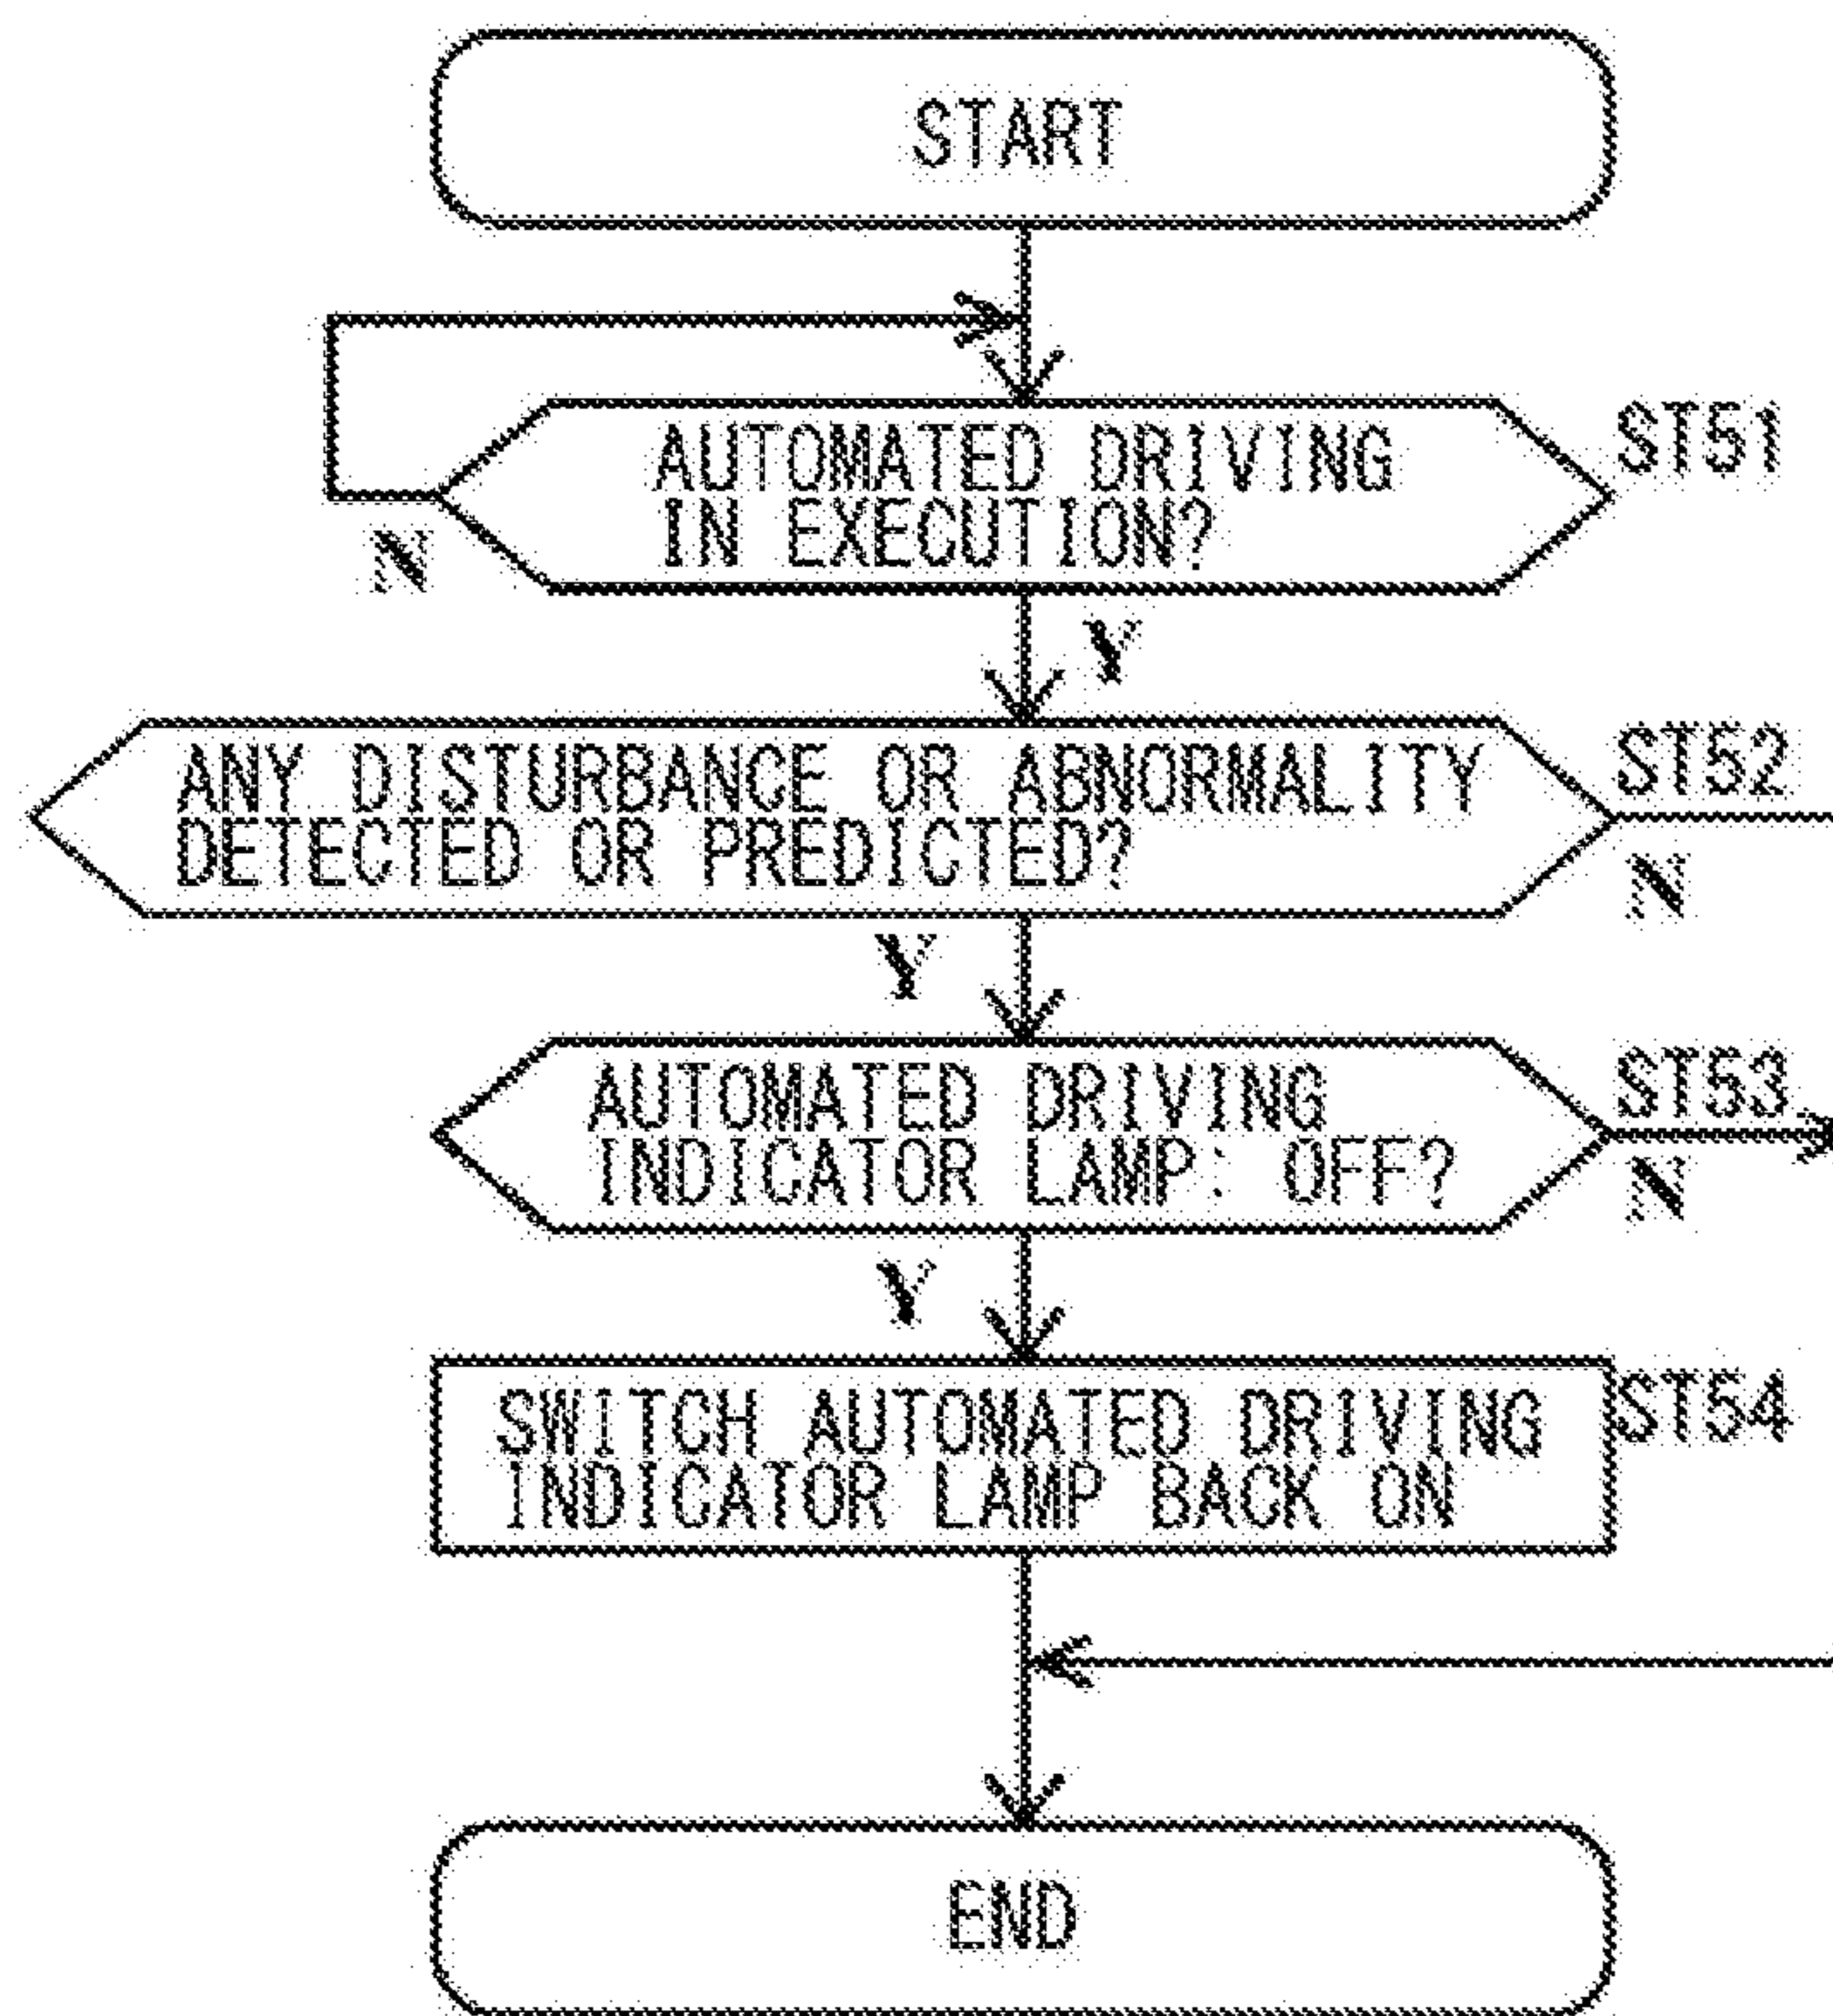 START
AUTOMATED DRIVING
IN EXECUTION?
ST51
N
Y
ANY DISTURBANCE OR ABNORMALITY
DETECTED OR PREDICTED?
ST52
N
Y
AUTOMATED DRIVING
INDICATOR LAMP: OFF?
ST53
N
Y
SWITCH AUTOMATED DRIVING
INDICATOR LAMP BACK ON
ST54
END